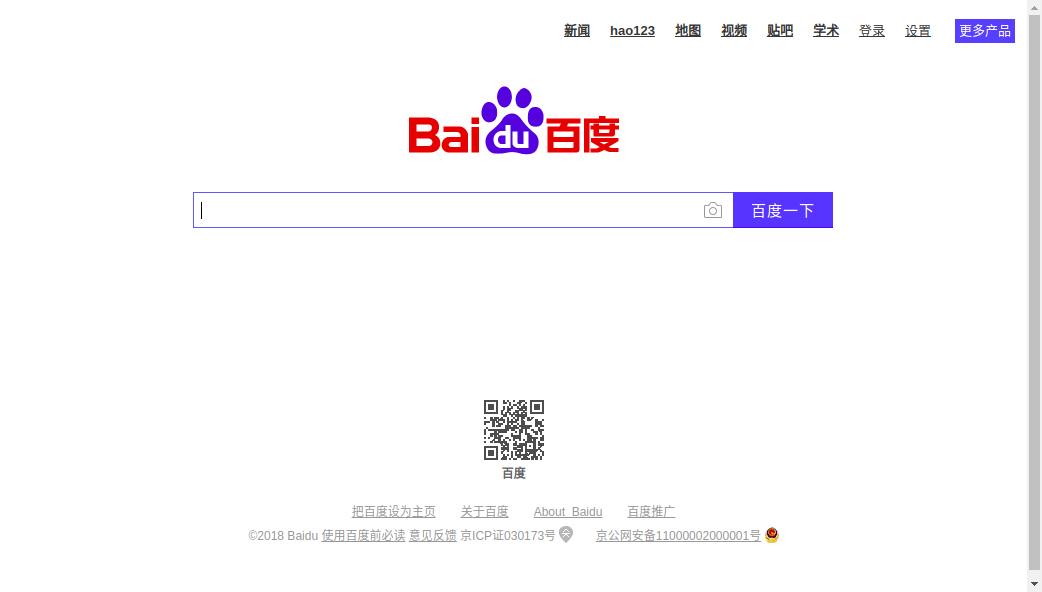 新闻 hao123 地图 视频 贴吧 学术 登录 设置 更多产品
Bai du 百度
百度一下
百度
把百度设为主页 关于百度 About Baidu 百度推广
©2018 Baidu 使用百度前必读 意见反馈 京ICP证030173号 京公网安备11000002000001号